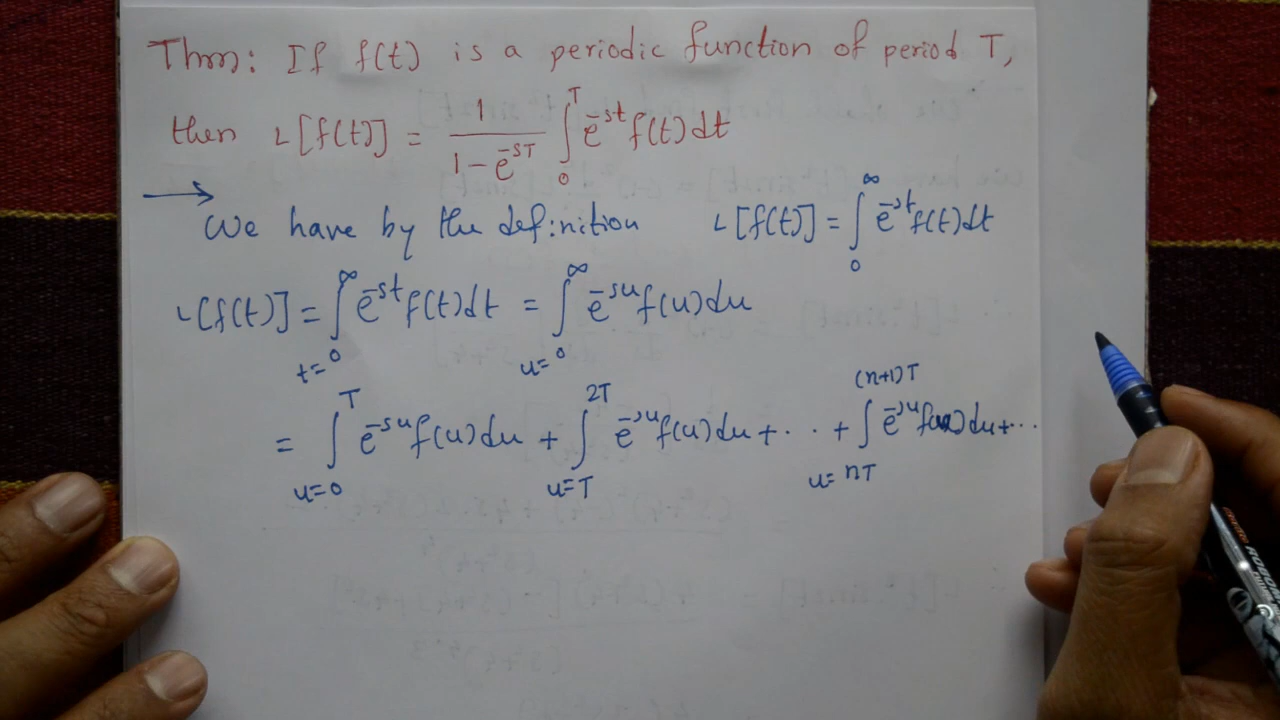 Thm: If f(t) is a periodic function of period T,
then L[f(t)] = 1/(1-e^{-sT}) ∫_0^T e^{-st} f(t) dt
→ We have by the definition L[f(t)] = ∫_0^∞ e^{-st} f(t) dt
L[f(t)] = ∫_{t=0}^∞ e^{-st} f(t) dt = ∫_{u=0}^∞ e^{-su} f(u) du
= ∫_{u=0}^T e^{-su} f(u) du + ∫_{u=T}^{2T} e^{-su} f(u) du + ·· + ∫_{u=nT}^{(n+1)T} e^{-su} f(u) du + ···